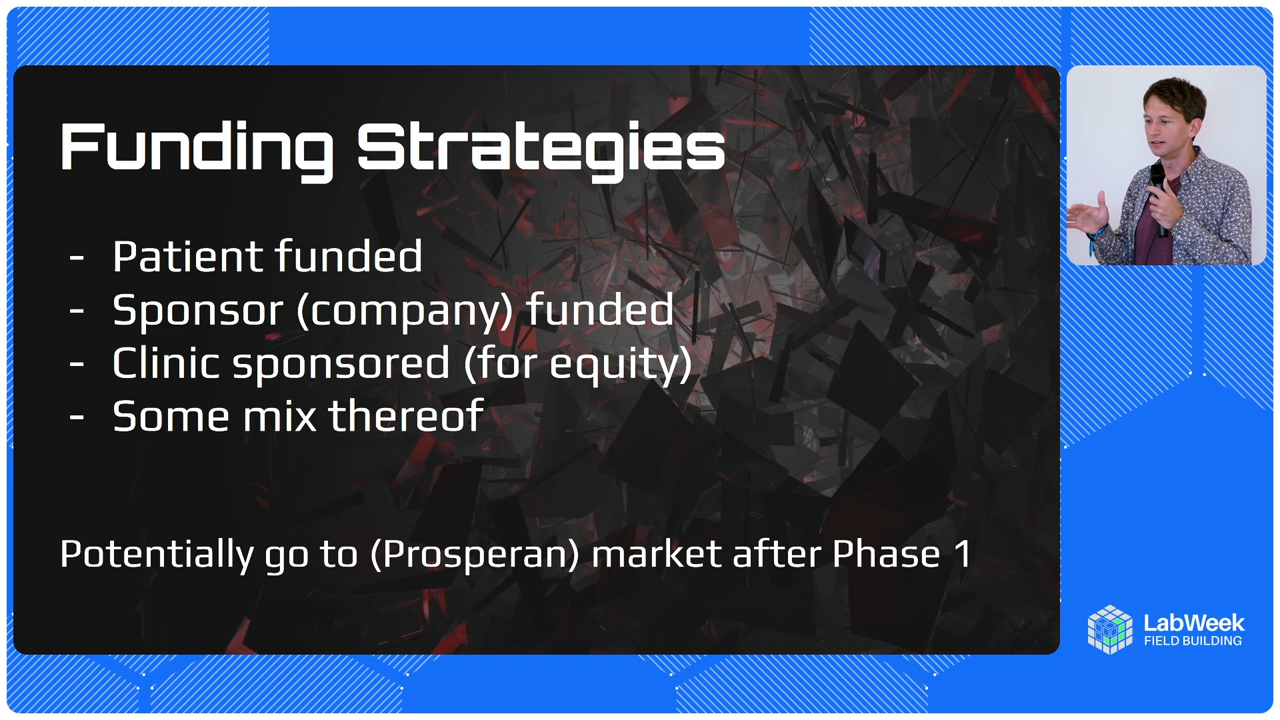 Funding Strategies
- Patient funded
- Sponsor (company) funded
- Clinic sponsored (for equity)
- Some mix thereof
Potentially go to (Prosperan) market after Phase 1
LabWeek
FIELD BUILDING